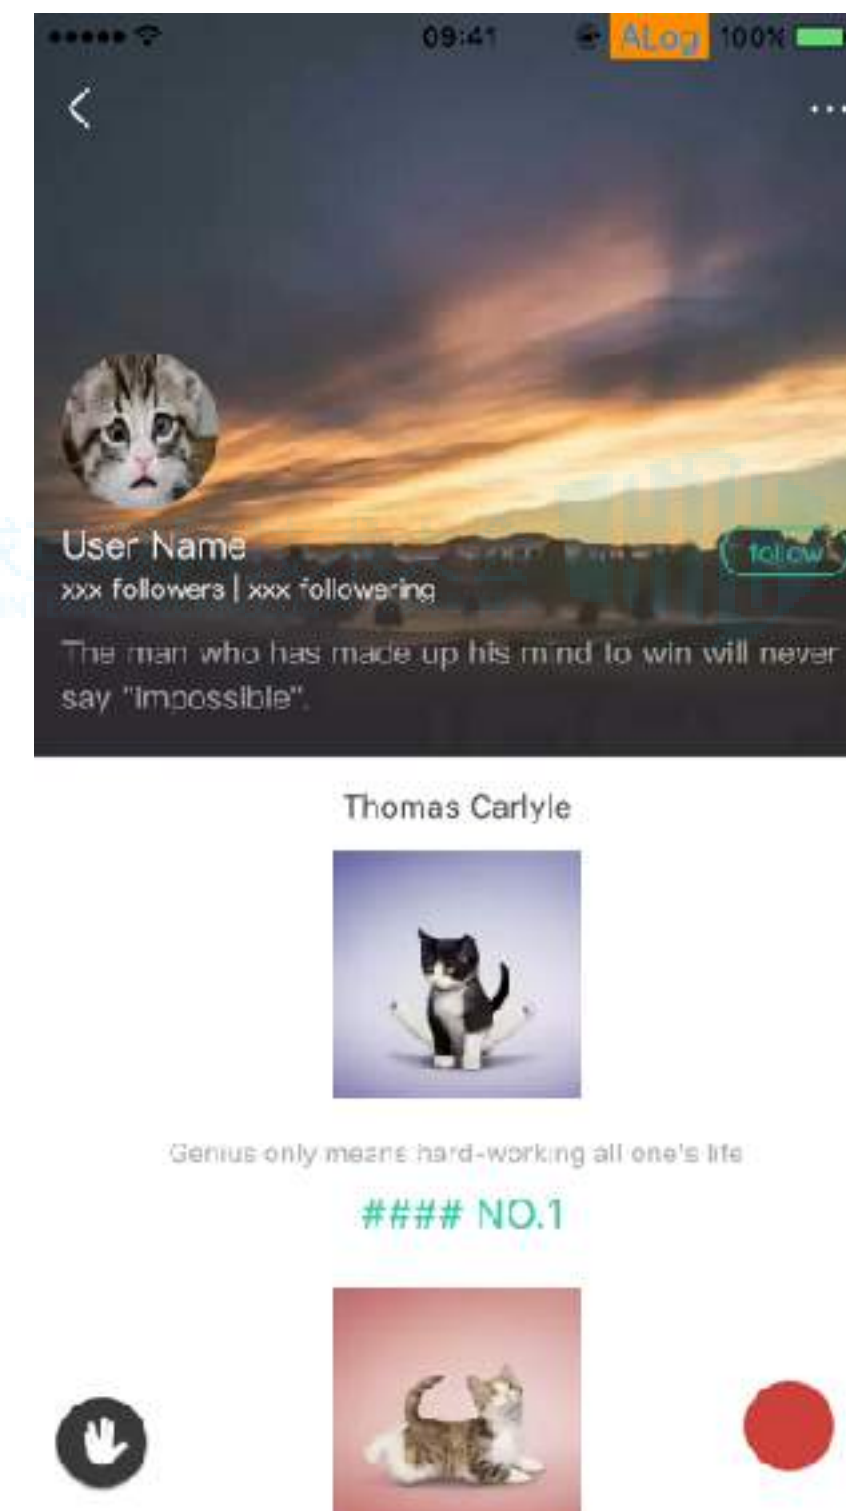 09:41
ALog
100%
User Name
follow
xxx followers | xxx followering
The man who has made up his mind to win will never
say "Impossible".
Thomas Carlyle
Genius only means hard-working all one's life
#### NO.1